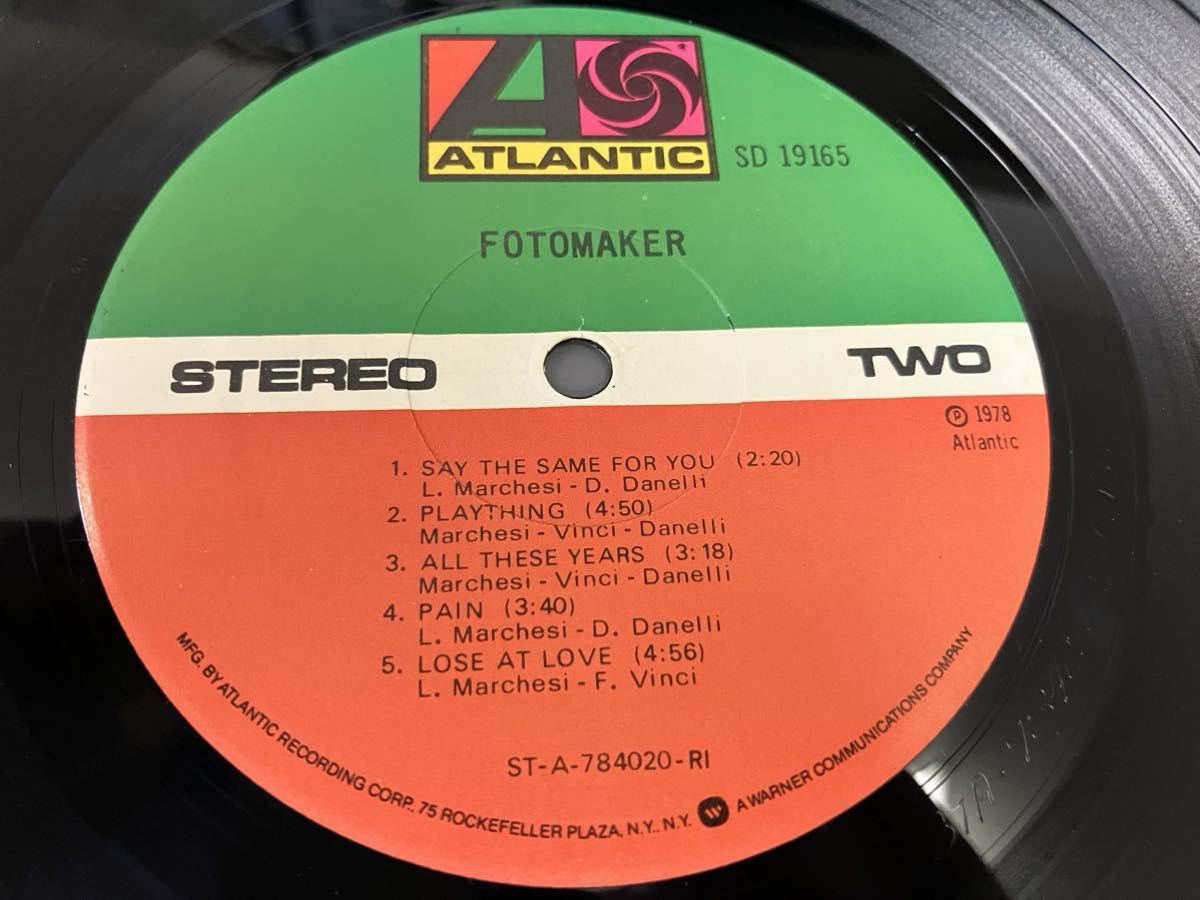 ATLANTIC
SD 19165
FOTOMAKER
STEREO
TWO
℗ 1978
Atlantic
1. SAY THE SAME FOR YOU (2:20)
L. Marchesi - D. Danelli
2. PLAYTHING (4:50)
Marchesi - Vinci - Danelli
3. ALL THESE YEARS (3:18)
Marchesi - Vinci - Danelli
4. PAIN (3:40)
L. Marchesi - D. Danelli
5. LOSE AT LOVE (4:56)
L. Marchesi - F. Vinci
ST-A-784020-RI
MFG. BY ATLANTIC RECORDING CORP., 75 ROCKEFELLER PLAZA, N.Y., N.Y. A WARNER COMMUNICATIONS COMPANY